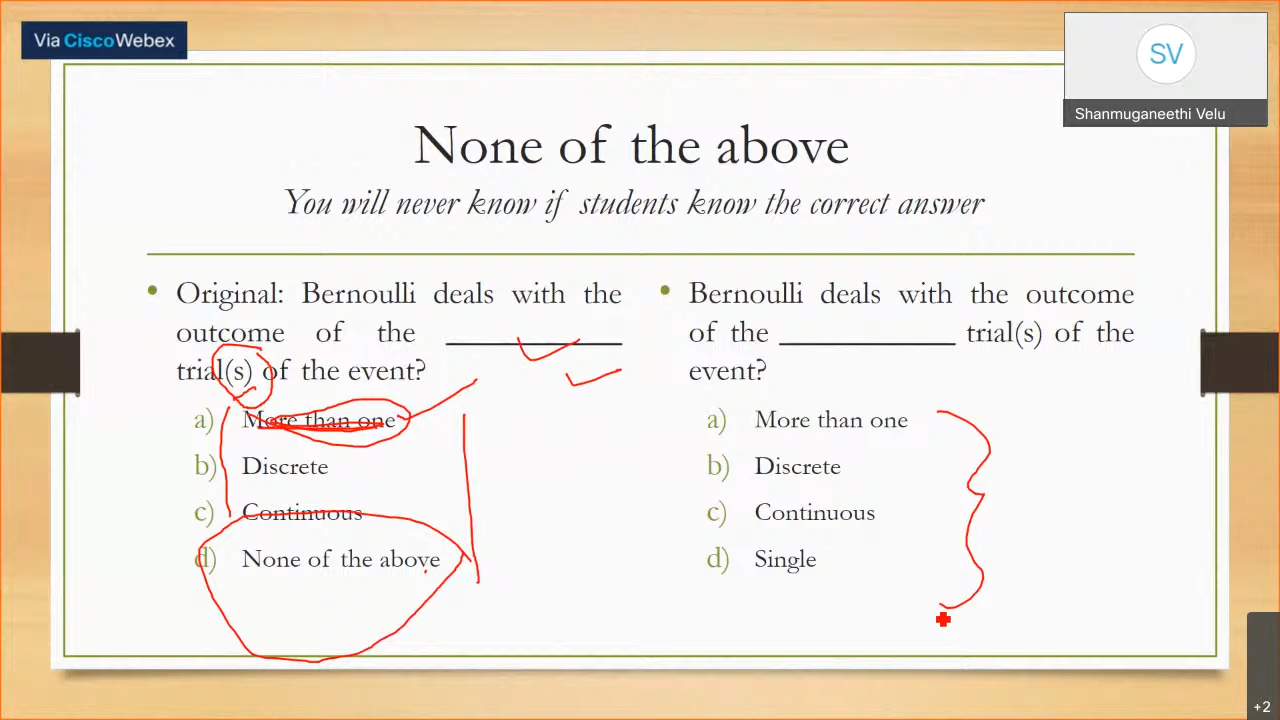 Via CiscoWebex
SV
Shanmuganeethi Velu
None of the above
You will never know if students know the correct answer
• Original: Bernoulli deals with the
outcome of the ____________
trial(s) of the event?
a) More than one
b) Discrete
c) Continuous
d) None of the above
• Bernoulli deals with the outcome
of the ____________ trial(s) of the
event?
a) More than one
b) Discrete
c) Continuous
d) Single
+2